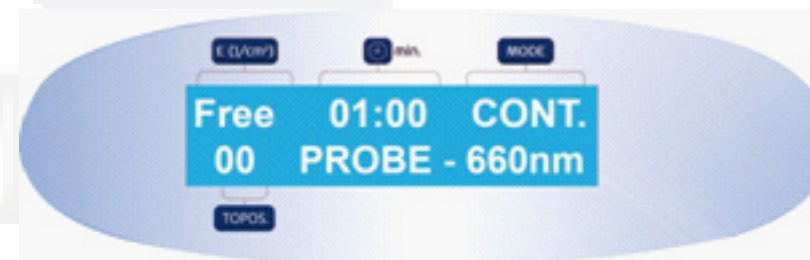 E (J/cm²) min. MODE
Free 01:00 CONT.
00 PROBE - 660nm
TOPOS.